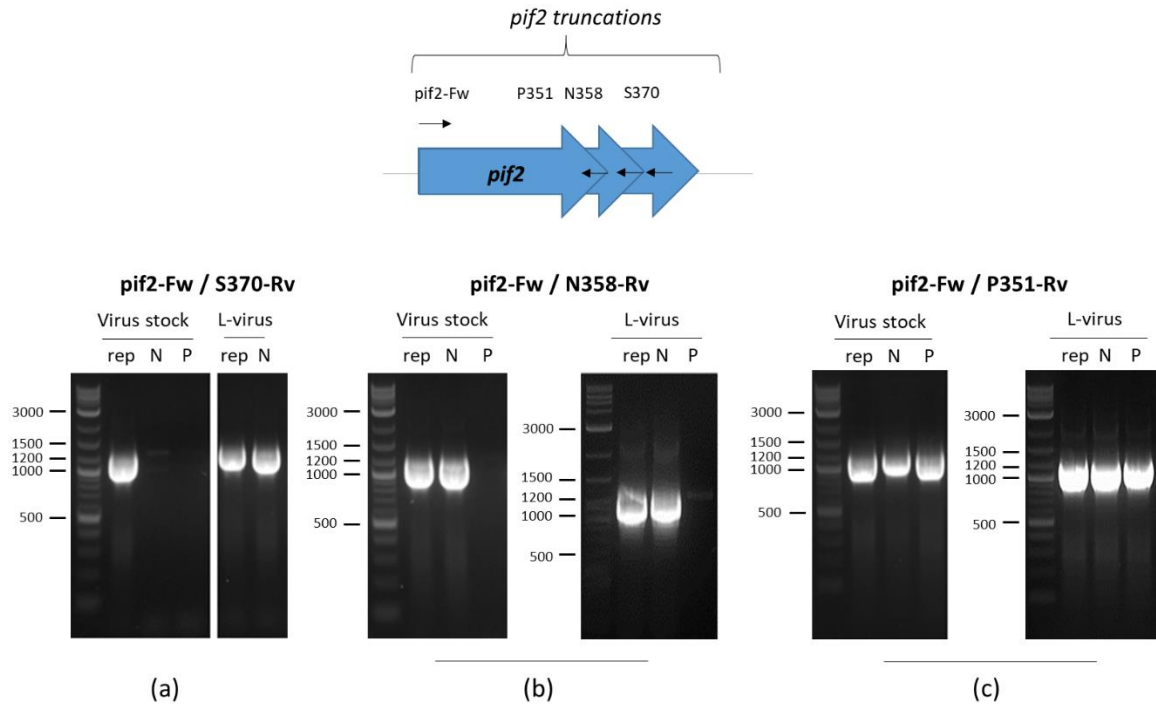 pif2 truncations
pif2-Fw P351 N358 S370
pif2
pif2-Fw / S370-Rv
Virus stock L-virus
rep N P rep N
3000
1500
1200
1000
500
(a)
pif2-Fw / N358-Rv
Virus stock
rep N P
3000
1500
1200
1000
500
L-virus
rep N P
3000
1500
1200
1000
500
(b)
pif2-Fw / P351-Rv
Virus stock
rep N P
3000
1500
1200
1000
500
L-virus
rep N P
3000
1500
1200
1000
500
(c)